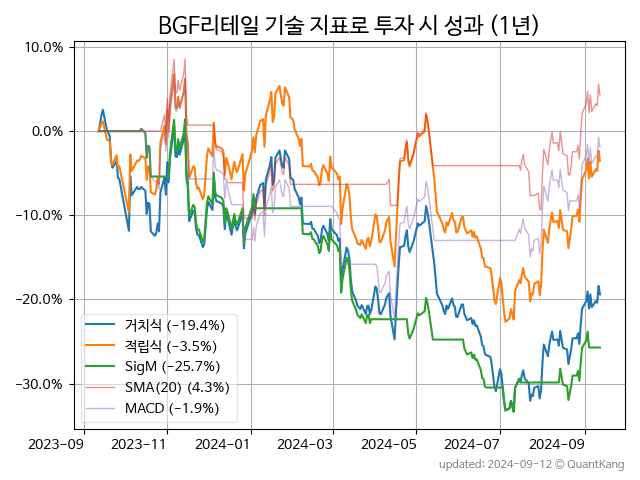 BGF리테일 기술 지표로 투자 시 성과 (1년)
10.0%
0.0%
−10.0%
−20.0%
−30.0%
거치식 (−19.4%)
적립식 (−3.5%)
SigM (−25.7%)
SMA(20) (4.3%)
MACD (−1.9%)
2023-09
2023-11
2024-01
2024-03
2024-05
2024-07
2024-09
updated: 2024-09-12 ⓒ QuantKang